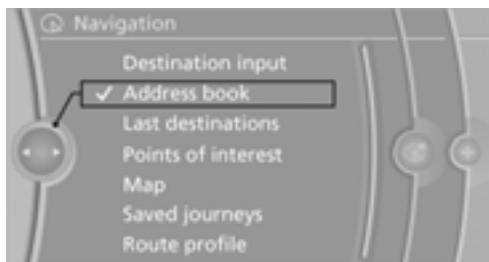 Navigation
Destination input
Address book
Last destinations
Points of interest
Map
Saved journeys
Route profile